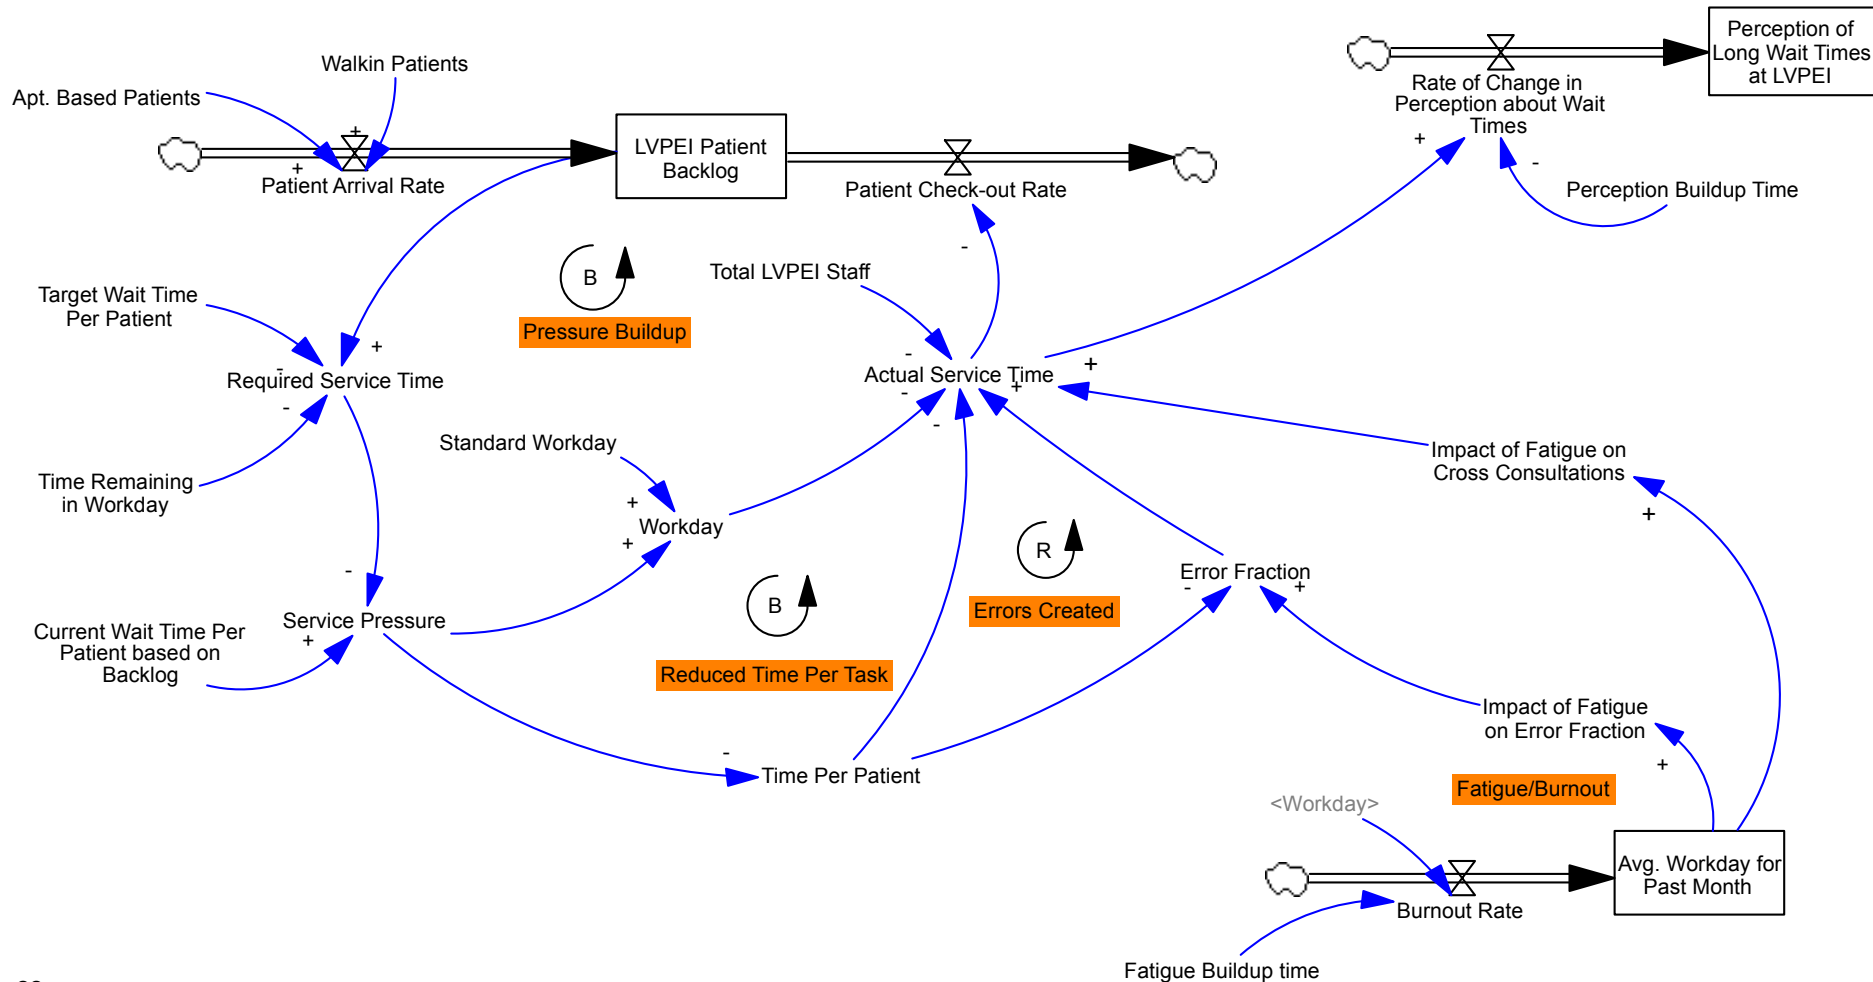 Perception of
Long Wait Times
at LVPEI
Walkin Patients
Apt. Based Patients
Rate of Change in
Perception about Wait
Times
+
-
+
+
LVPEI Patient
Backlog
Patient Arrival Rate
Patient Check-out Rate
Perception Buildup Time
-
Total LVPEI Staff
B
Pressure Buildup
Target Wait Time
Per Patient
+
-
-
+
Required Service Time
Actual Service Time
-
-
+
-
Standard Workday
Impact of Fatigue on
Cross Consultations
Time Remaining
in Workday
+
Workday
+
+
R
Error Fraction
-
+
-
B
Errors Created
Service Pressure
Current Wait Time Per
Patient based on
Backlog
+
Reduced Time Per Task
Impact of Fatigue
on Error Fraction
+
-
Time Per Patient
Fatigue/Burnout
<Workday>
Avg. Workday for
Past Month
Burnout Rate
Fatigue Buildup time